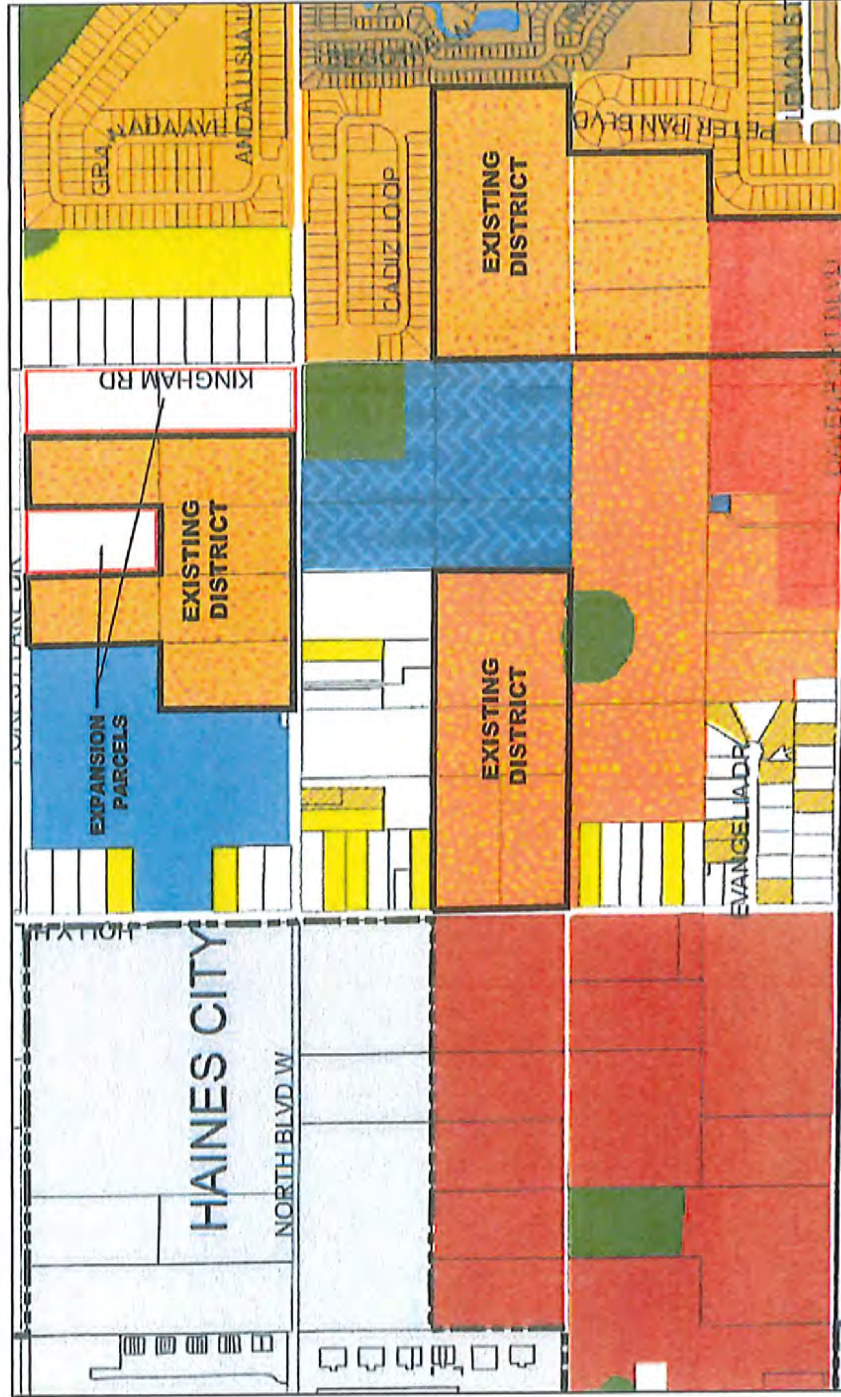 ANDALUSIA
CADIZ LOOP
PETER PAN BLVD
LEMON ST
KINGHAM RD
EXISTING
DISTRICT
EXISTING
DISTRICT
EXPANSION
PARCELS
EXISTING
DISTRICT
EVANGELIA DR
HAINES CITY
NORTH BLVD W